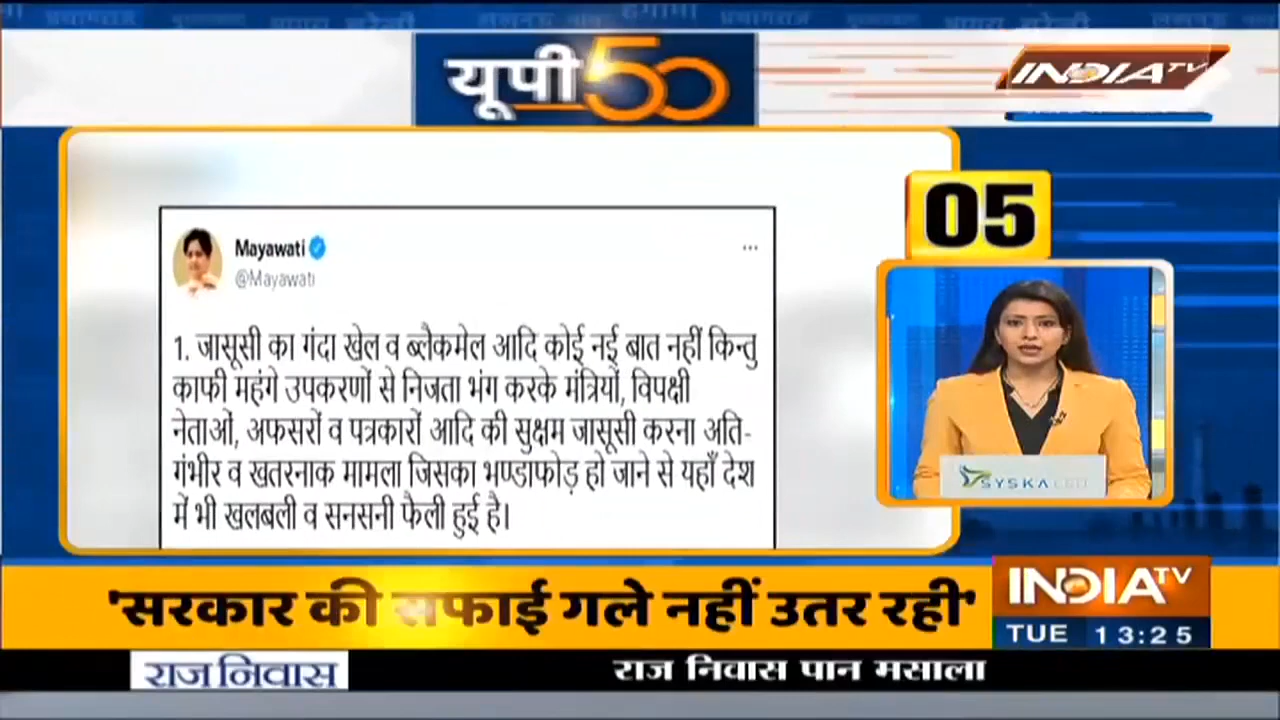 यूपी 50
INDIA TV
05
Mayawati
@Mayawati
1. जासूसी का गंदा खेल व ब्लैकमेल आदि कोई नई बात नहीं किन्तु
काफी महंगे उपकरणों से निजता भंग करके मंत्रियों, विपक्षी
नेताओं, अफसरों व पत्रकारों आदि की सुक्षम जासूसी करना अति-
गंभीर व खतरनाक मामला जिसका भण्डाफोड़ हो जाने से यहाँ देश
में भी खलबली व सनसनी फैली हुई है।
SYSKA LED
'सरकार की सफाई गले नहीं उतर रही'
INDIA TV
TUE 13:25
राज निवास
राज निवास पान मसाला